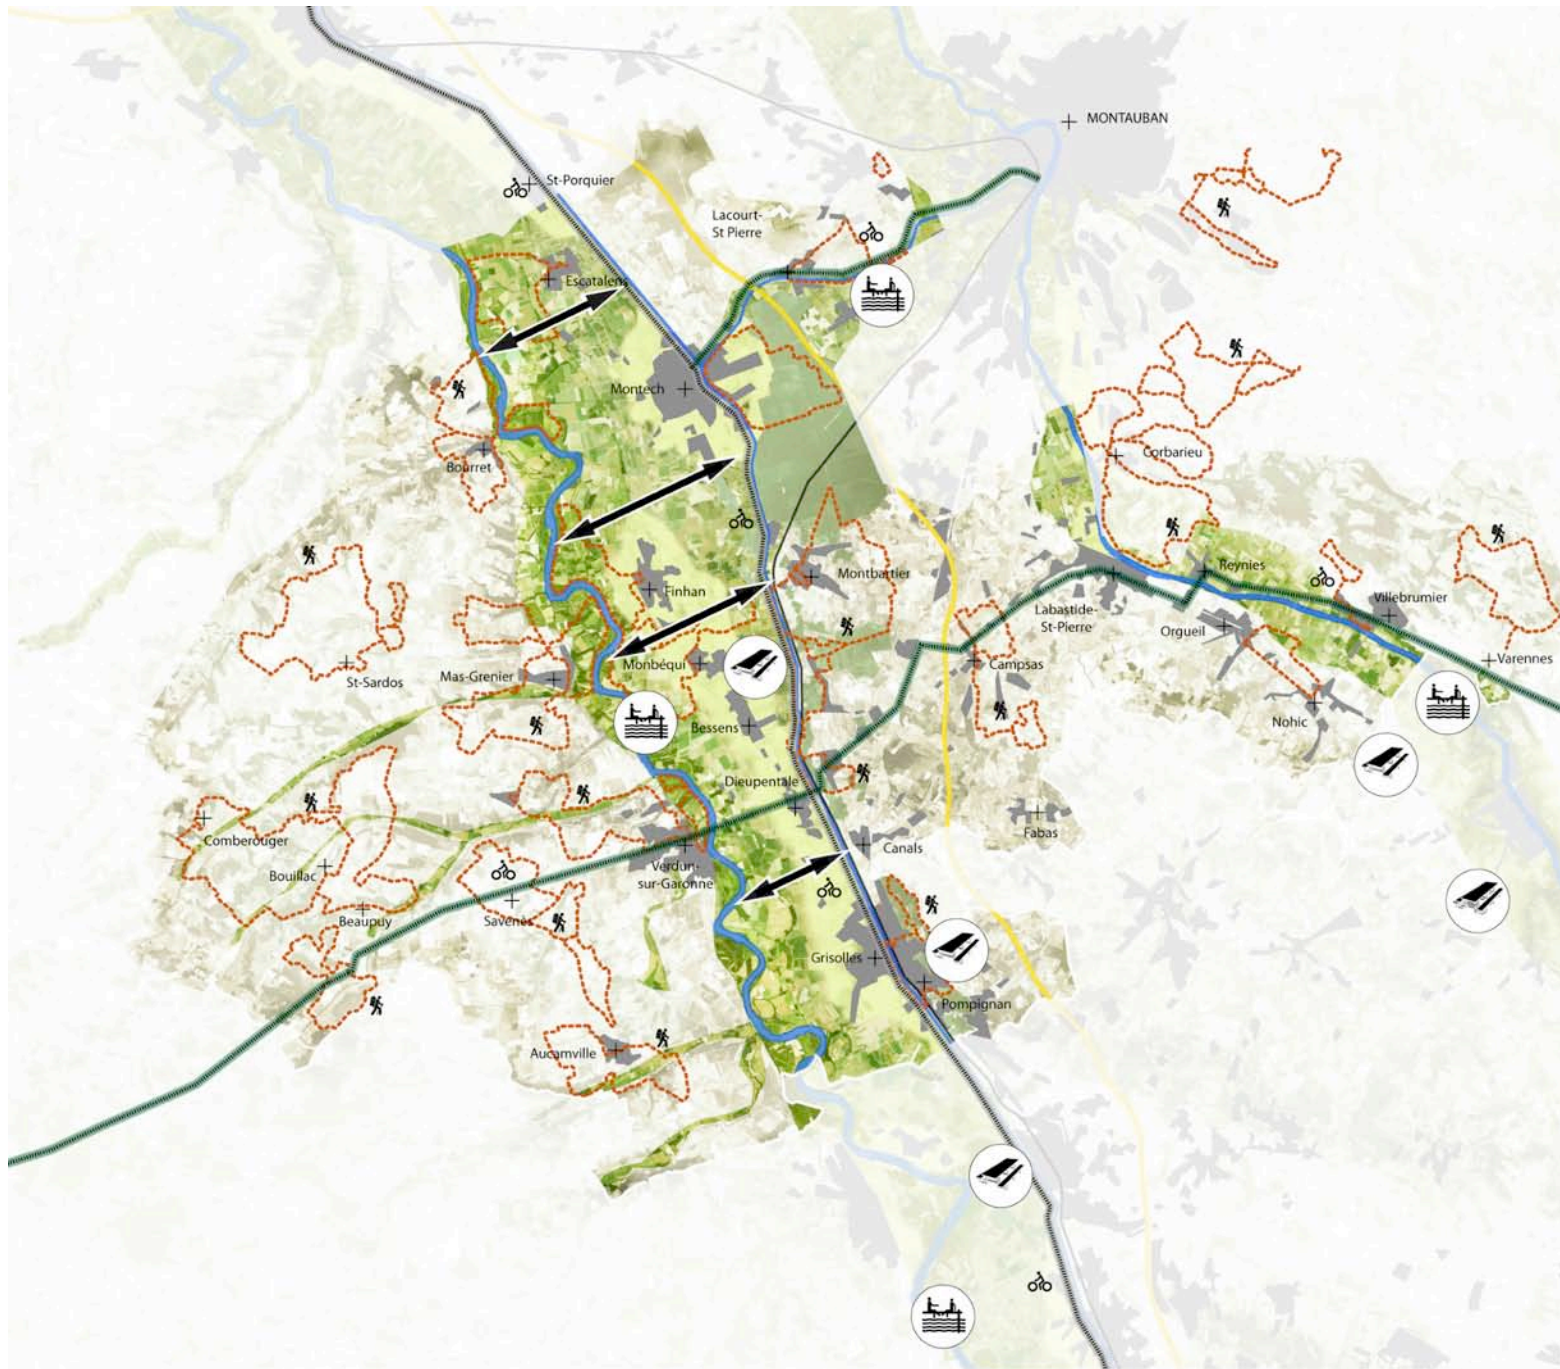 MONTAUBAN
St-Porquier
Lacourt-
St Pierre
Escatalens
Montech
Bourret
Corbarieu
Finhan
Montbartier
Reynies
Villebrumier
Labastide-
St-Pierre
Orgueil
Varennes
Campsas
Monbéqui
Mas-Grenier
St-Sardos
Nohic
Bessens
Dieupentale
Comberouger
Fabas
Canals
Bouillac
Verdun-
sur-Garonne
Beaupuy
Savenès
Grisolles
Pompignan
Aucamville